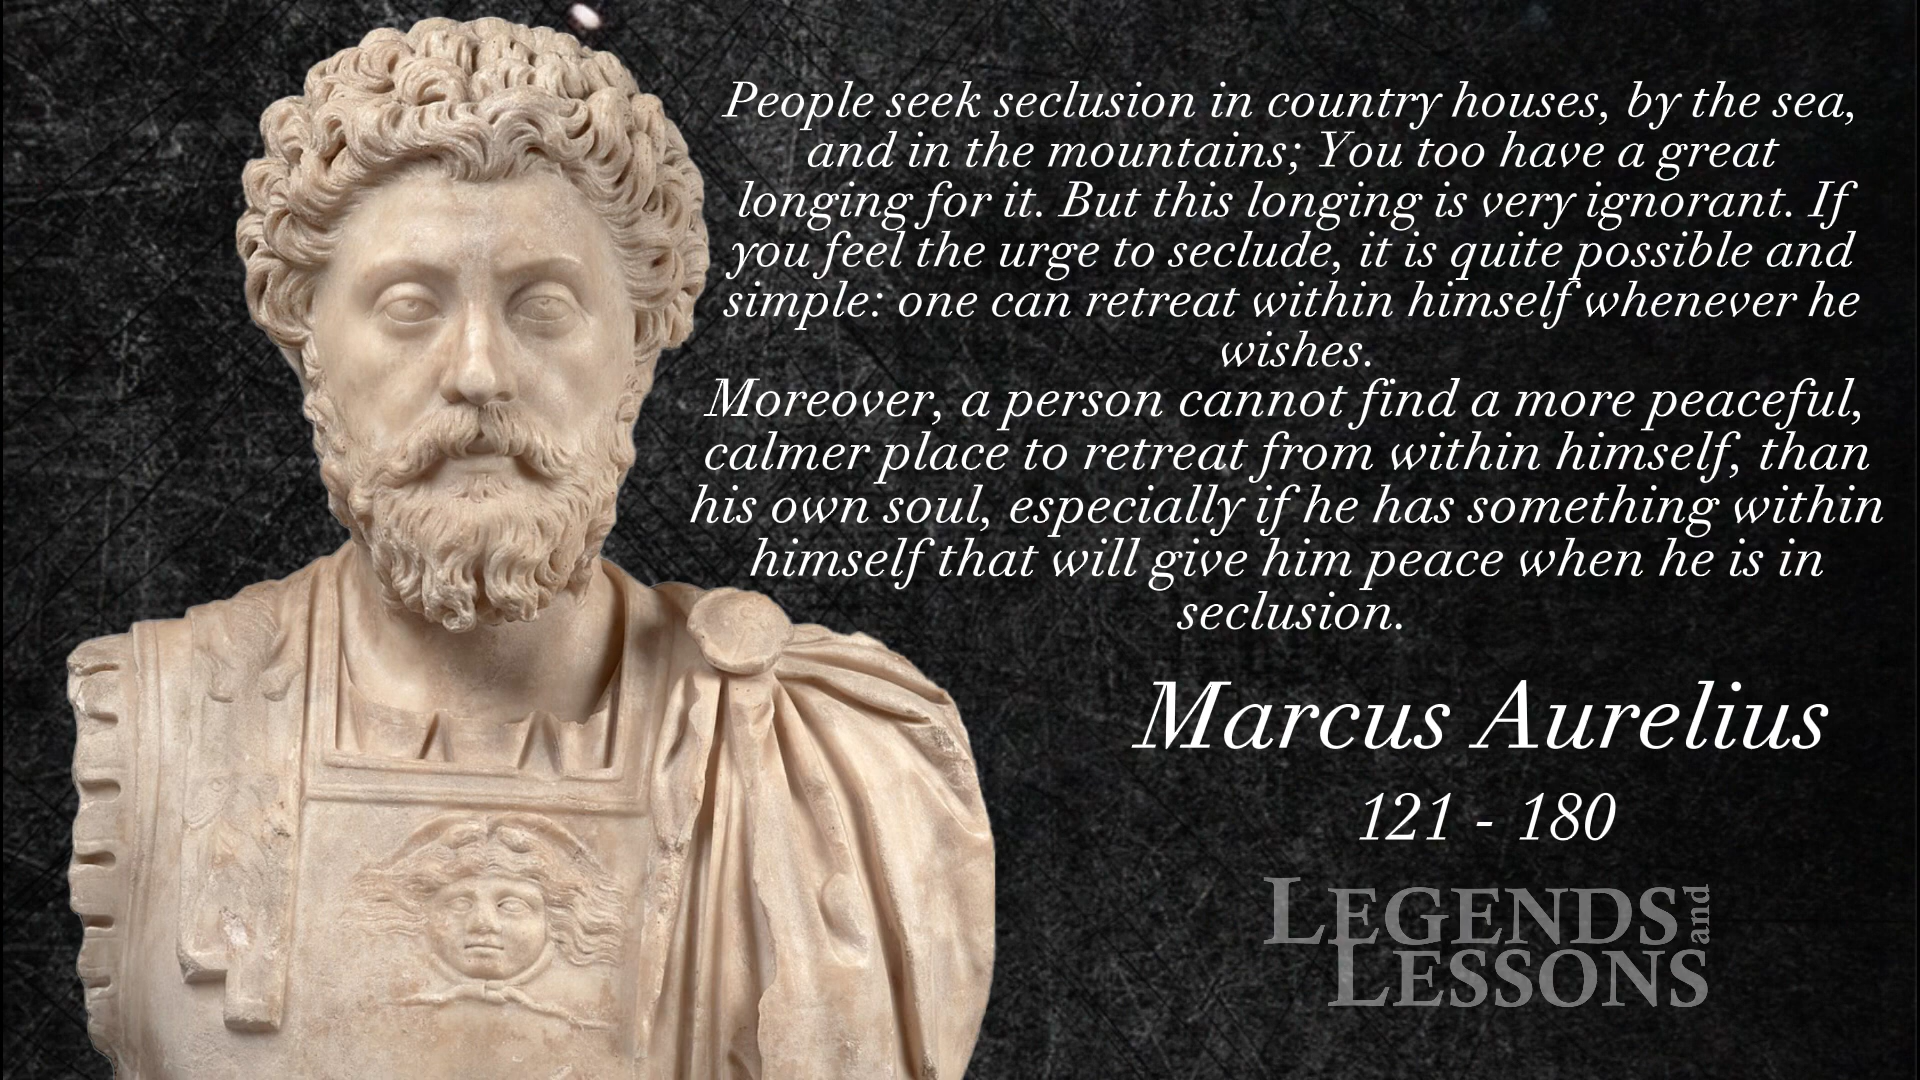 People seek seclusion in country houses, by the sea,
and in the mountains; You too have a great
longing for it. But this longing is very ignorant. If
you feel the urge to seclude, it is quite possible and
simple: one can retreat within himself whenever he
wishes.
Moreover, a person cannot find a more peaceful,
calmer place to retreat from within himself, than
his own soul, especially if he has something within
himself that will give him peace when he is in
seclusion.
Marcus Aurelius
121 - 180
LEGENDS and
LESSONS